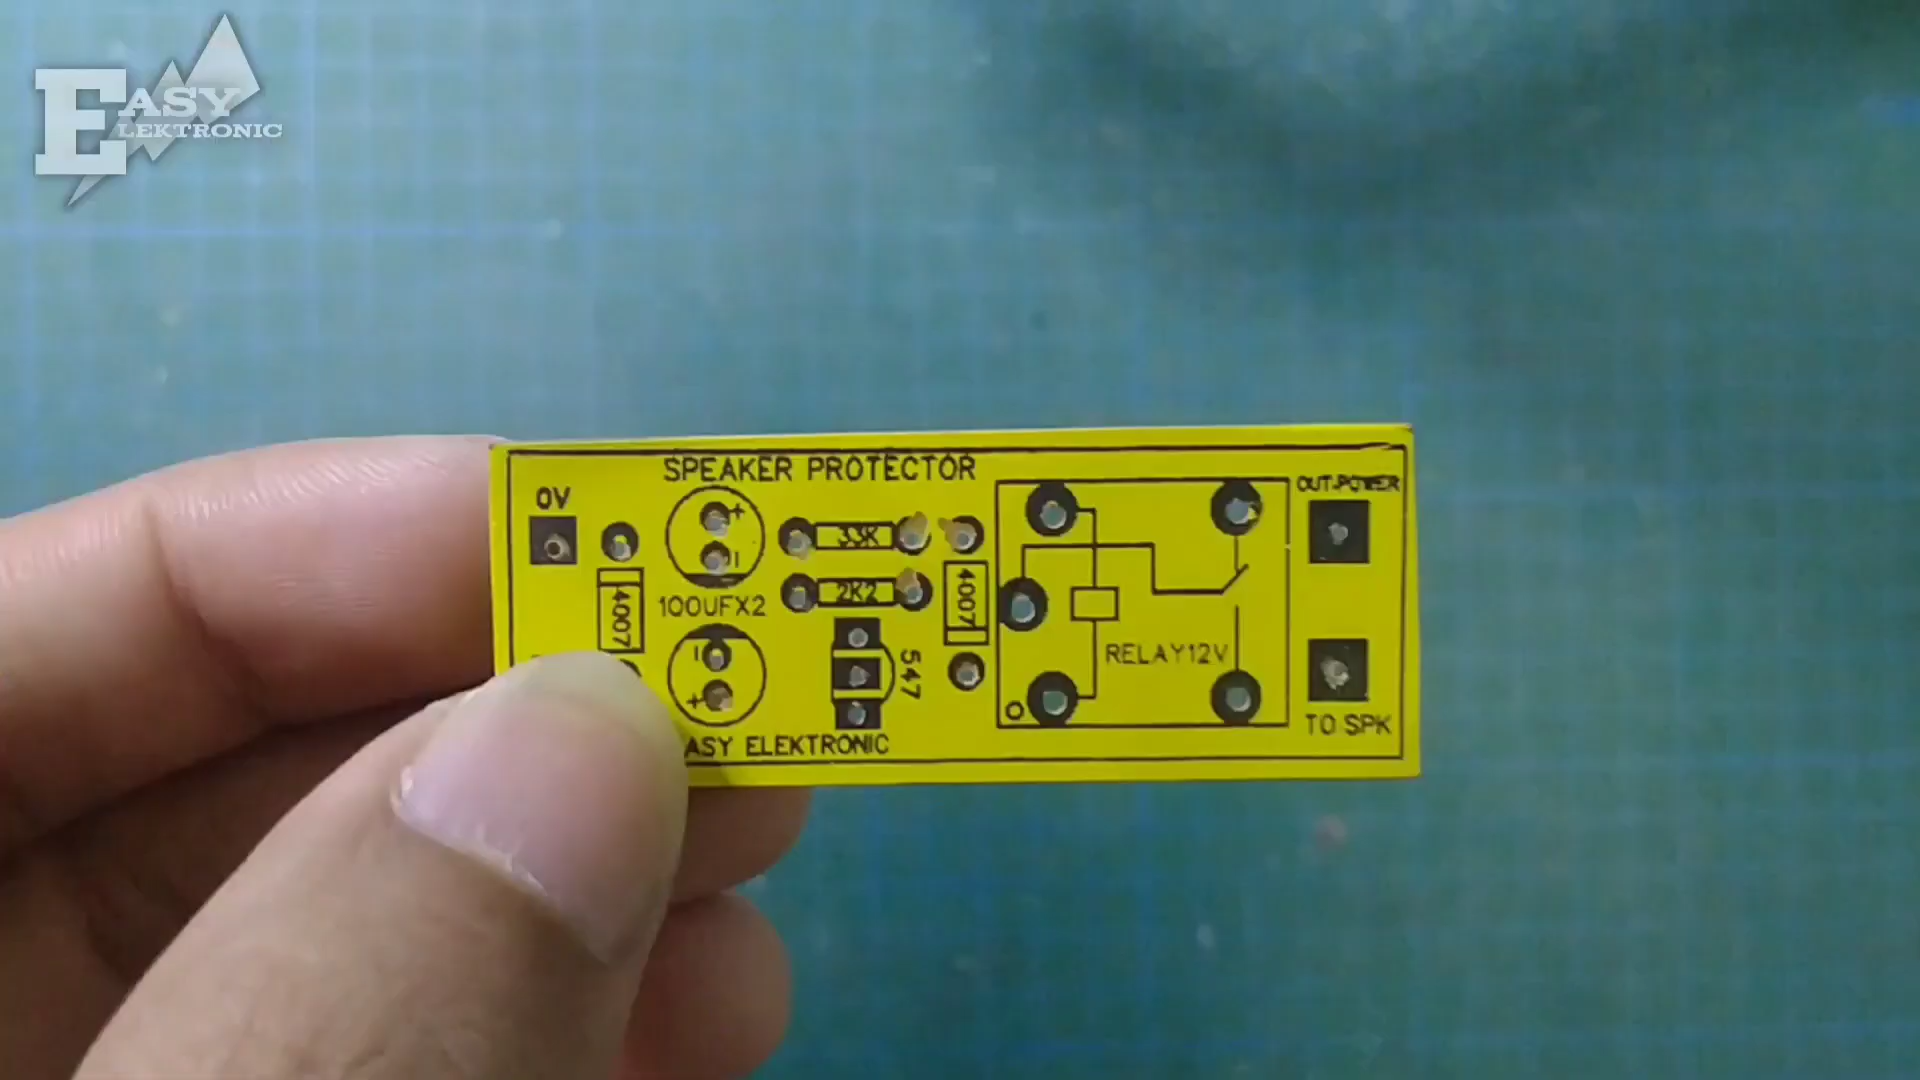 EASY
ELEKTRONIC
SPEAKER PROTECTOR
0V
OUT-POWER
+
33K
4007
100UFX2
2K2
4007
RELAY12V
547
+
TO SPK
ASY ELEKTRONIC